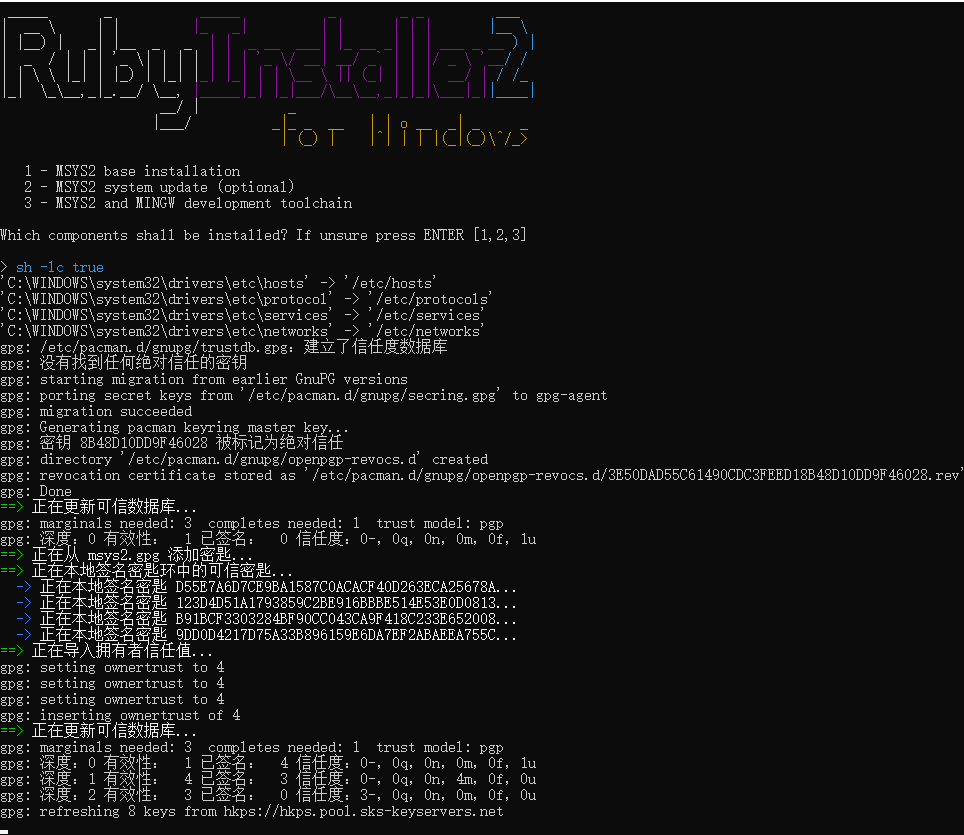 RubyInstaller2
for Windows
1 - MSYS2 base installation
2 - MSYS2 system update (optional)
3 - MSYS2 and MINGW development toolchain
Which components shall be installed? If unsure press ENTER [1,2,3]
> sh -lc true
'C:\WINDOWS\system32\drivers\etc\hosts' -> '/etc/hosts'
'C:\WINDOWS\system32\drivers\etc\protocol' -> '/etc/protocols'
'C:\WINDOWS\system32\drivers\etc\services' -> '/etc/services'
'C:\WINDOWS\system32\drivers\etc\networks' -> '/etc/networks'
gpg: /etc/pacman.d/gnupg/trustdb.gpg：建立了信任度数据库
gpg: 没有找到任何绝对信任的密钥
gpg: starting migration from earlier GnuPG versions
gpg: porting secret keys from '/etc/pacman.d/gnupg/secring.gpg' to gpg-agent
gpg: migration succeeded
gpg: Generating pacman keyring master key...
gpg: 密钥 8B48D10DD9F46028 被标记为绝对信任
gpg: directory '/etc/pacman.d/gnupg/openpgp-revocs.d' created
gpg: revocation certificate stored as '/etc/pacman.d/gnupg/openpgp-revocs.d/3E50DAD55C61490CDC3FEED18B48D10DD9F46028.rev'
gpg: Done
==> 正在更新可信数据库...
gpg: marginals needed: 3  completes needed: 1  trust model: pgp
gpg: 深度：0 有效性：  1 已签名：  0 信任度：0-, 0q, 0n, 0m, 0f, 1u
==> 正在从 msys2.gpg 添加密匙...
==> 正在本地签名密匙环中的可信密匙...
-> 正在本地签名密匙 D55E7A6D7CE9BA1587C0ACACF40D263ECA25678A...
-> 正在本地签名密匙 123D4D51A1793859C2BE916BBBE514E53E0D0813...
-> 正在本地签名密匙 B91BCF3303284BF90CC043CA9F418C233E652008...
-> 正在本地签名密匙 9DD0D4217D75A33B896159E6DA7EF2ABAEEA755C...
==> 正在导入拥有者信任值...
gpg: setting ownertrust to 4
gpg: setting ownertrust to 4
gpg: setting ownertrust to 4
gpg: inserting ownertrust of 4
==> 正在更新可信数据库...
gpg: marginals needed: 3  completes needed: 1  trust model: pgp
gpg: 深度：0 有效性：  1 已签名：  4 信任度：0-, 0q, 0n, 0m, 0f, 1u
gpg: 深度：1 有效性：  4 已签名：  3 信任度：0-, 0q, 0n, 4m, 0f, 0u
gpg: 深度：2 有效性：  3 已签名：  0 信任度：3-, 0q, 0n, 0m, 0f, 0u
gpg: refreshing 8 keys from hkps://hkps.pool.sks-keyservers.net